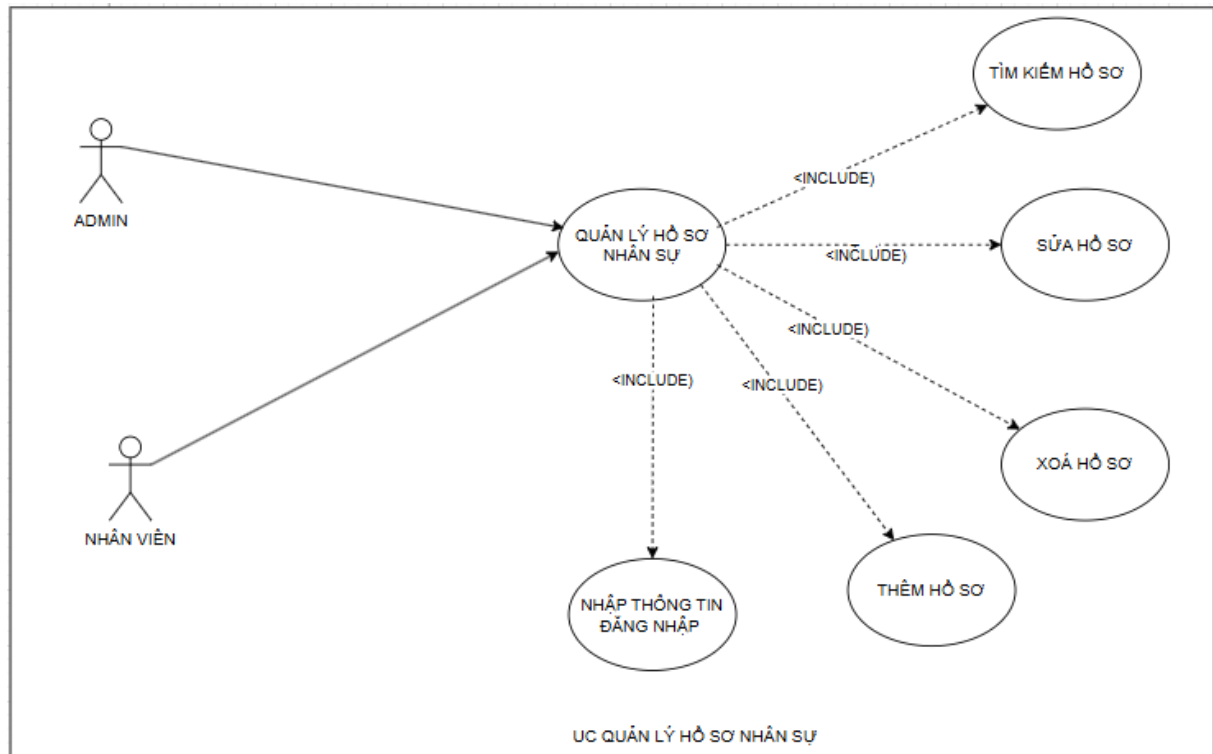 TÌM KIẾM HỒ SƠ
<INCLUDE)
ADMIN
QUẢN LÝ HỒ SƠ
NHÂN SỰ
<INCLUDE)
SỬA HỒ SƠ
<INCLUDE)
<INCLUDE)
<INCLUDE)
XOÁ HỒ SƠ
NHÂN VIÊN
THÊM HỒ SƠ
NHẬP THÔNG TIN
ĐĂNG NHẬP
UC QUẢN LÝ HỒ SƠ NHÂN SỰ